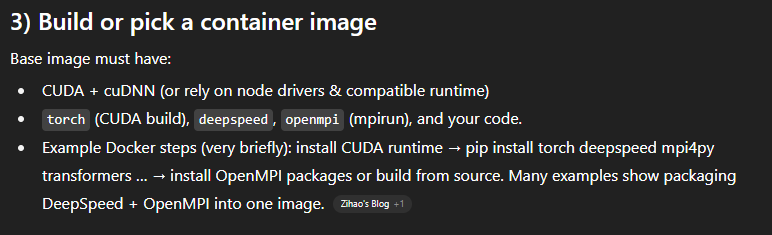 3) Build or pick a container image
Base image must have:
• CUDA + cuDNN (or rely on node drivers & compatible runtime)
• torch (CUDA build), deepspeed, openmpi (mpirun), and your code.
• Example Docker steps (very briefly): install CUDA runtime → pip install torch deepspeed mpi4py
transformers ... → install OpenMPI packages or build from source. Many examples show packaging
DeepSpeed + OpenMPI into one image. Zihao's Blog +1